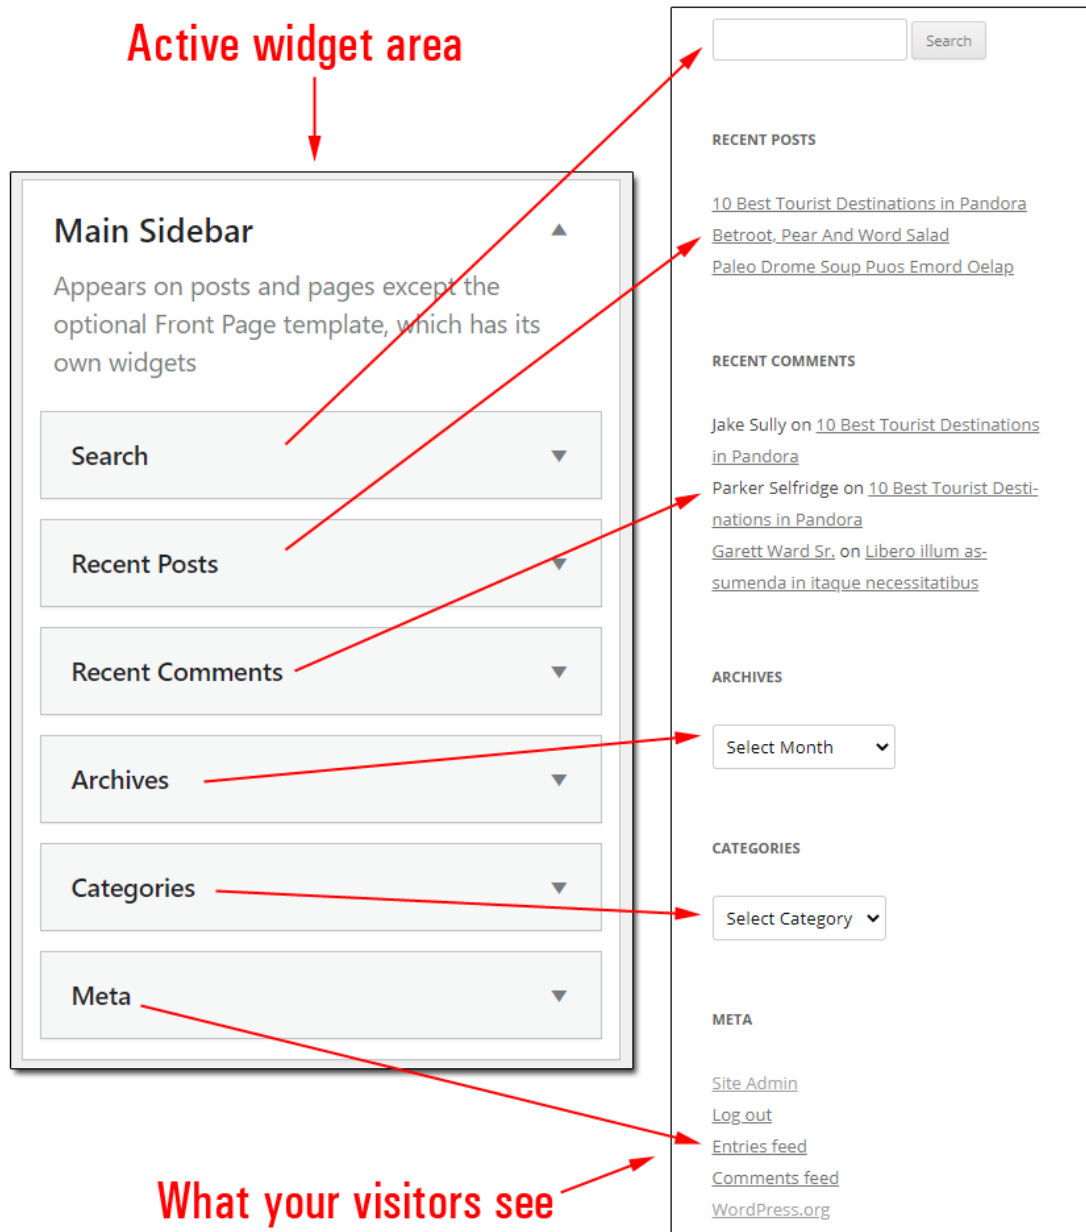 Active widget area
Main Sidebar
Appears on posts and pages except the
optional Front Page template, which has its
own widgets
Search
Recent Posts
Recent Comments
Archives
Categories
Meta
Search
RECENT POSTS
10 Best Tourist Destinations in Pandora
Betroot, Pear And Word Salad
Paleo Drome Soup Puos Emord Oelap
RECENT COMMENTS
Jake Sully on 10 Best Tourist Destinations
in Pandora
Parker Selfridge on 10 Best Tourist Desti-
nations in Pandora
Garett Ward Sr. on Libero illum as-
sumenda in itaque necessitatibus
ARCHIVES
Select Month
CATEGORIES
Select Category
META
Site Admin
Log out
Entries feed
Comments feed
WordPress.org
What your visitors see